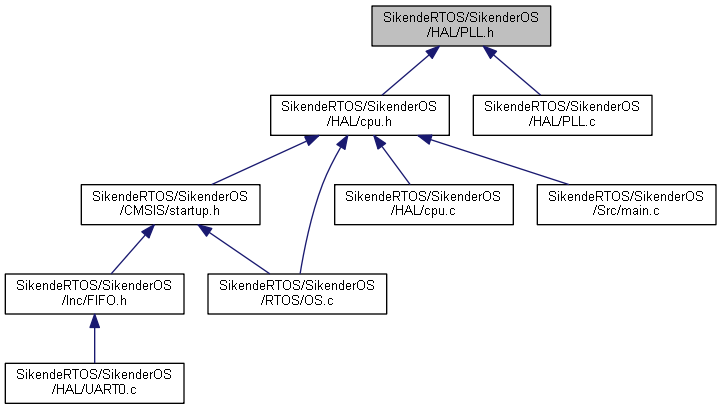 SikendeRTOS/SikenderOS
/HAL/PLL.h
SikendeRTOS/SikenderOS
/HAL/cpu.h
SikendeRTOS/SikenderOS
/HAL/PLL.c
SikendeRTOS/SikenderOS
/CMSIS/startup.h
SikendeRTOS/SikenderOS
/HAL/cpu.c
SikendeRTOS/SikenderOS
/Src/main.c
SikendeRTOS/SikenderOS
/Inc/FIFO.h
SikendeRTOS/SikenderOS
/RTOS/OS.c
SikendeRTOS/SikenderOS
/HAL/UART0.c